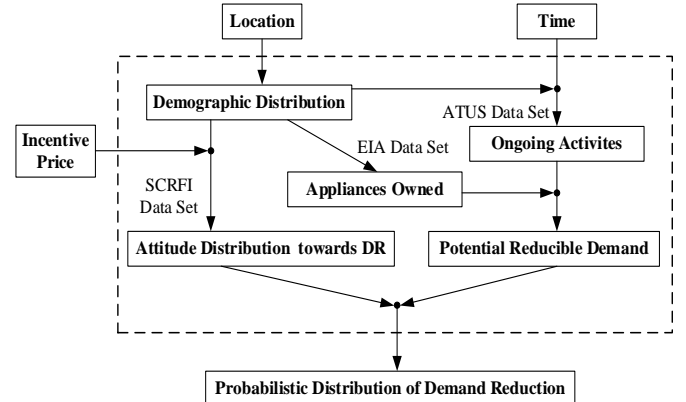 Location
Time
Demographic Distribution
ATUS Data Set
Incentive
Price
EIA Data Set
Ongoing Activites
SCRFI
Data Set
Appliances Owned
Attitude Distribution towards DR
Potential Reducible Demand
Probabilistic Distribution of Demand Reduction